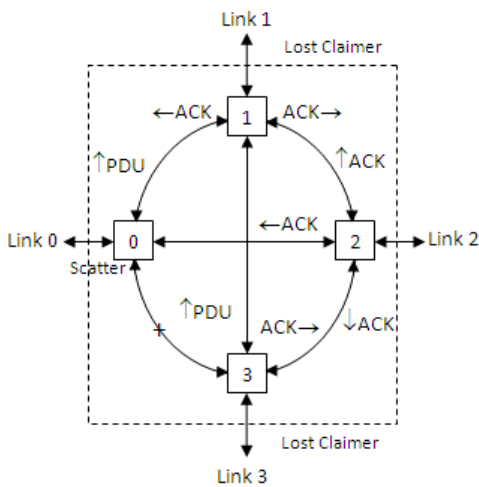 Link 1
Lost Claimer
←ACK
ACK→
1
↑PDU
↑ACK
Link 0
0
←ACK
2
Link 2
Scatter
↑PDU
ACK→
↓ACK
3
Lost Claimer
Link 3